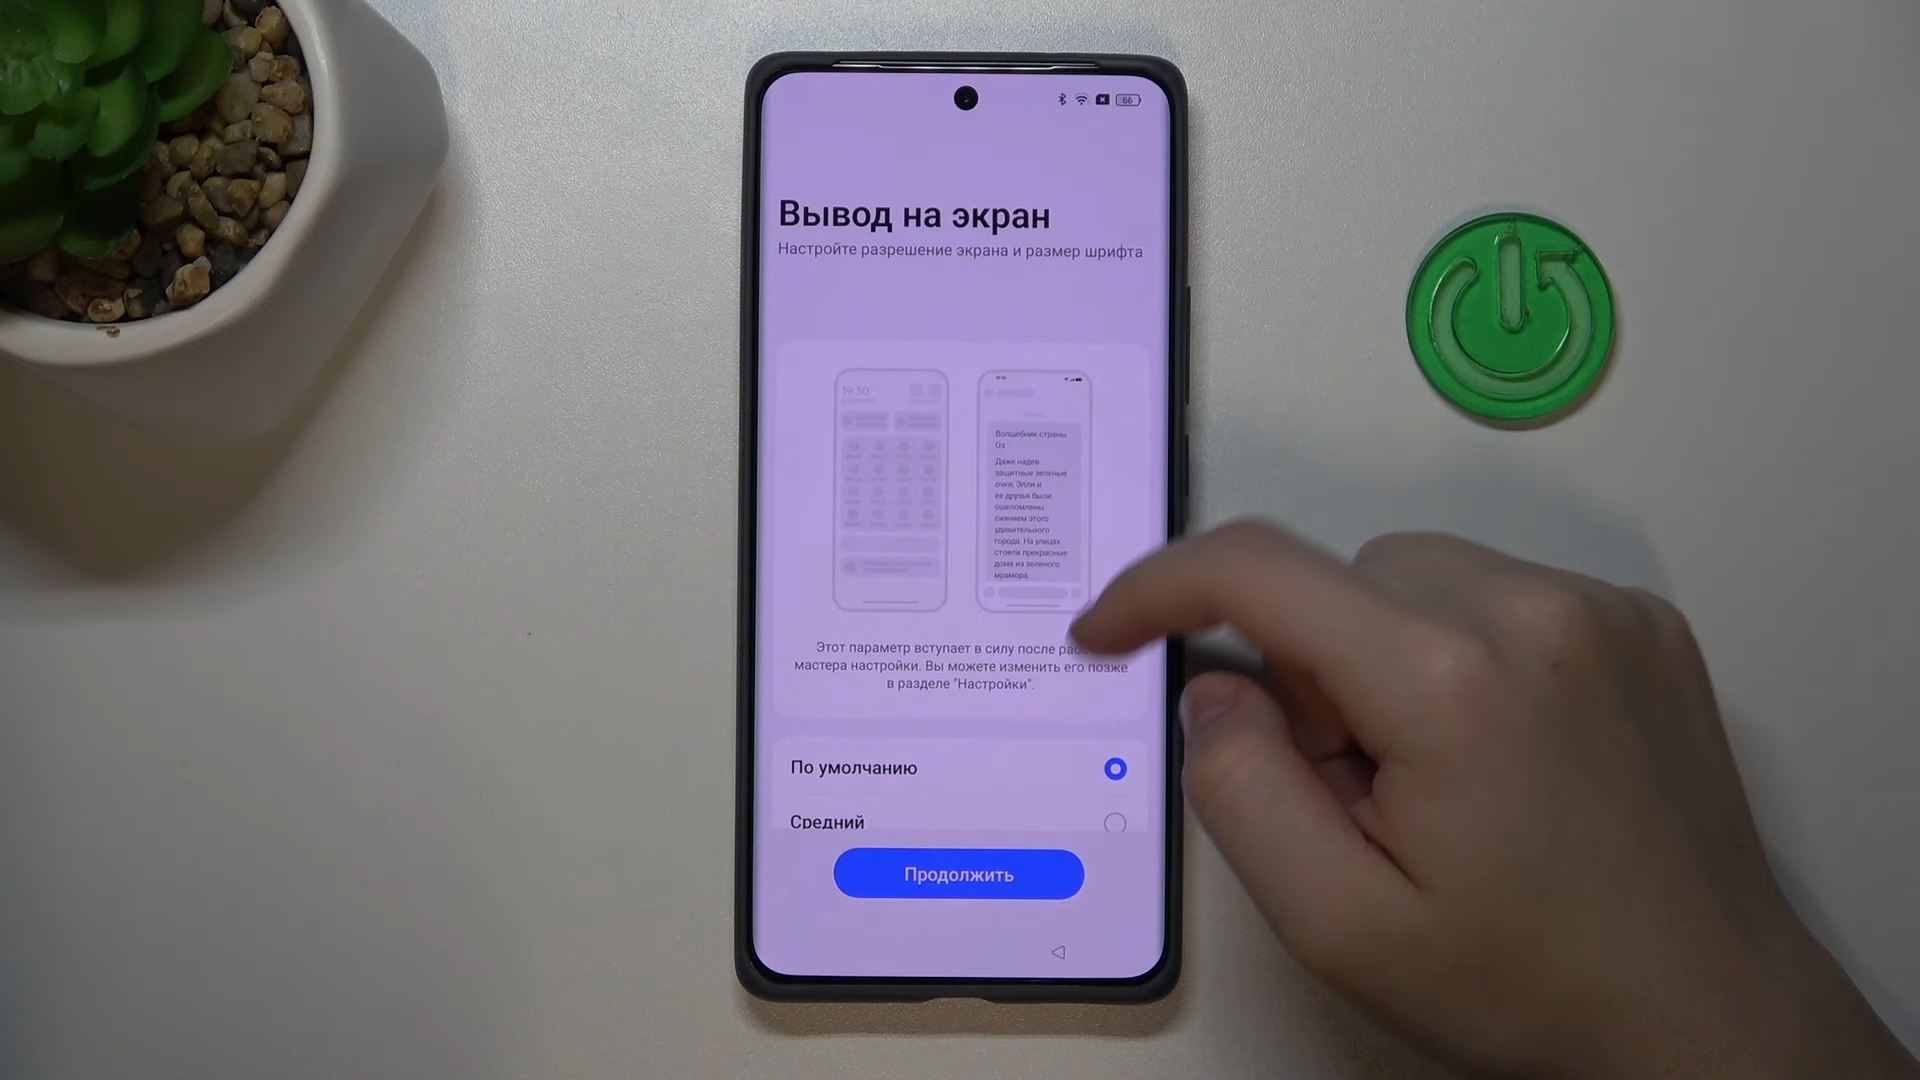 66
Вывод на экран
Настройте разрешение экрана и размер шрифта
19:30
Волшебник страны
Оз
Даже надев
защитные зеленые
очки, Элли и
ее друзья были
ошеломлены
сиянием этого
удивительного
города. На улицах
стояли прекрасные
дома из зеленого
мрамора,
Этот параметр вступает в силу после
мастера настройки. Вы можете изменить его позже
в разделе "Настройки".
По умолчанию
Средний
Продолжить